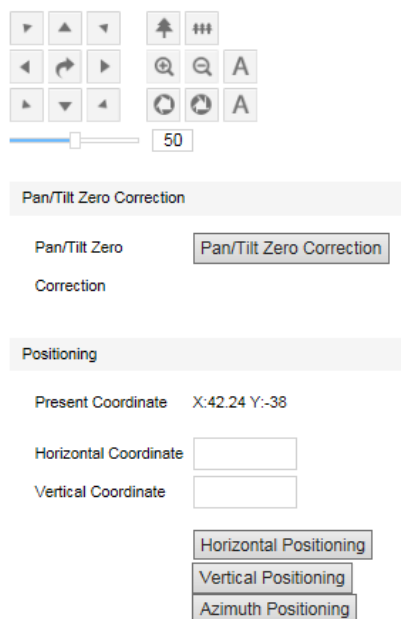 A
A
50
Pan/Tilt Zero Correction
Pan/Tilt Zero Correction Pan/Tilt Zero Correction
Positioning
Present Coordinate X:42.24 Y:-38
Horizontal Coordinate
Vertical Coordinate
Horizontal Positioning
Vertical Positioning
Azimuth Positioning